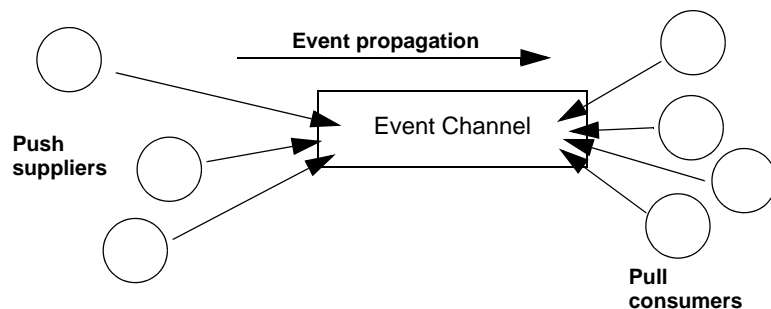 Event propagation
Event Channel
Push
suppliers
Pull
consumers